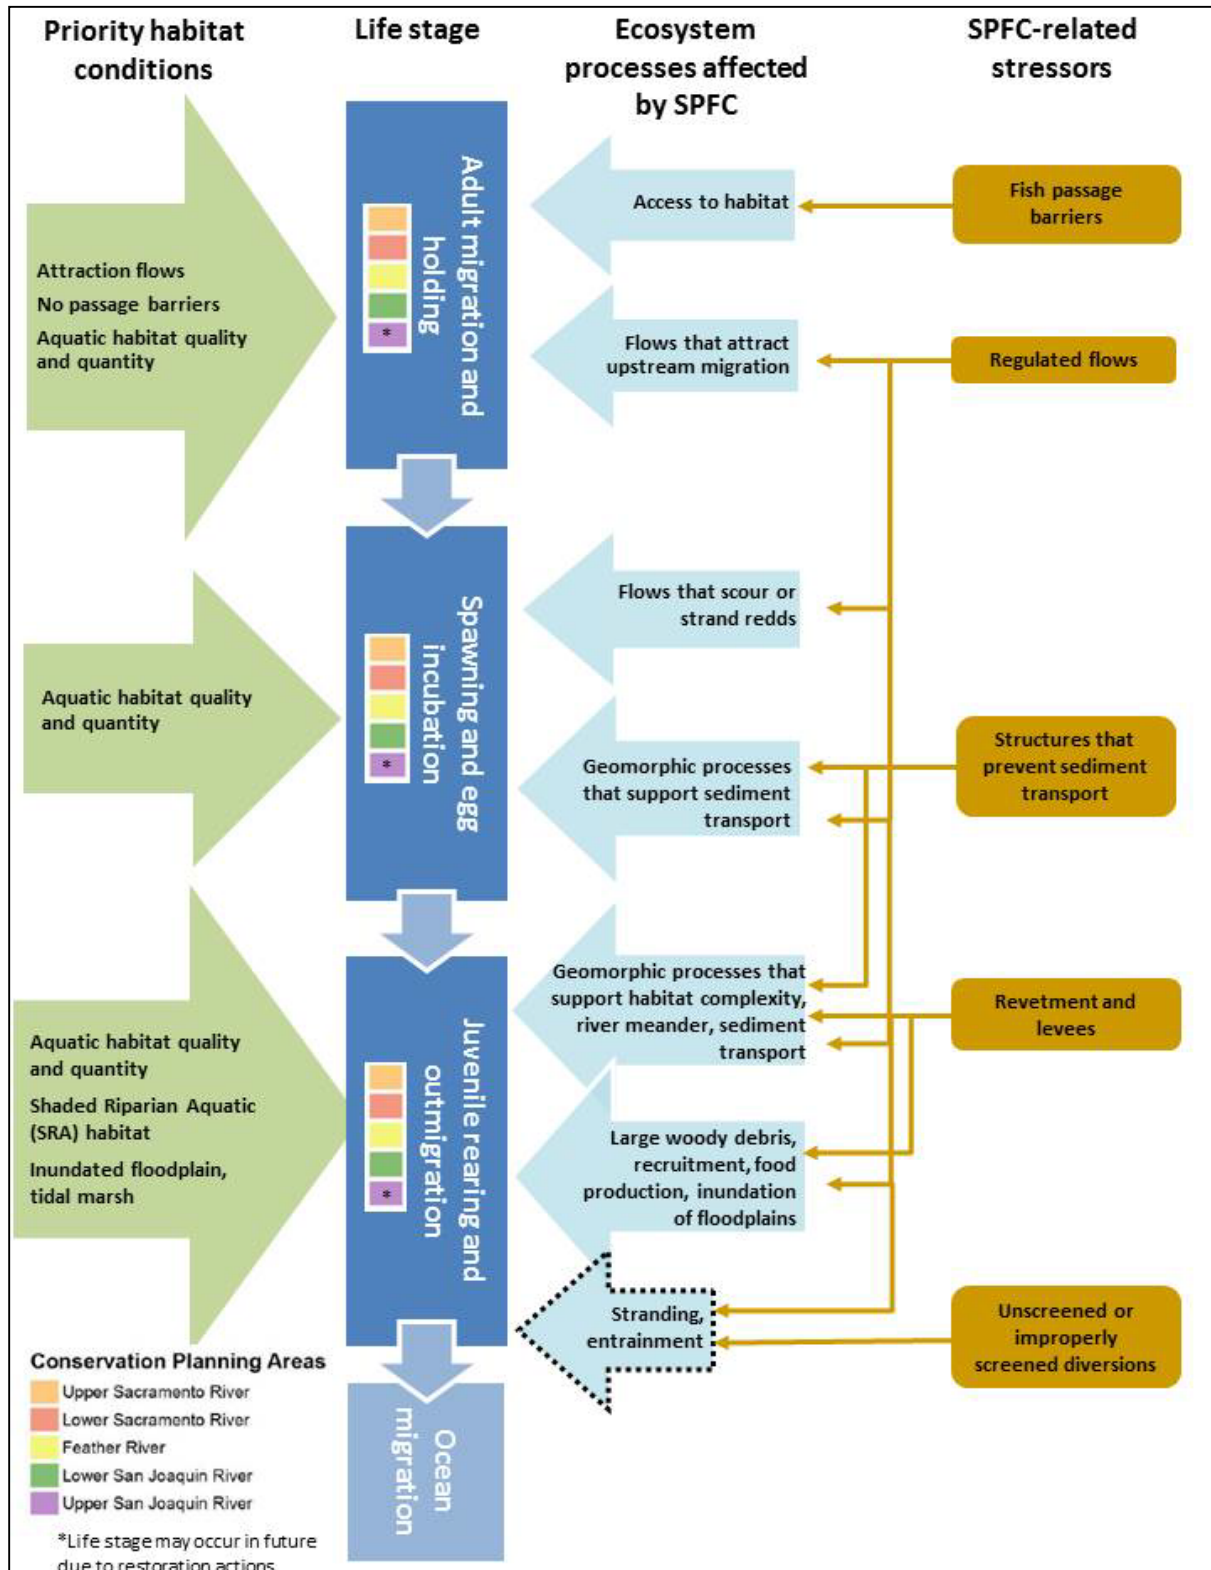 Priority habitat
conditions
Life stage
Ecosystem
processes affected
by SPFC
SPFC-related
stressors
Attraction flows
No passage barriers
Aquatic habitat quality
and quantity
Adult migration and
holding
*
Access to habitat
Fish passage
barriers
Flows that attract
upstream migration
Regulated flows
Aquatic habitat quality
and quantity
Spawning and egg
incubation
*
Flows that scour or
strand redds
Geomorphic processes
that support sediment
transport
Structures that
prevent sediment
transport
Aquatic habitat quality
and quantity
Shaded Riparian Aquatic
(SRA) habitat
Inundated floodplain,
tidal marsh
Juvenile rearing and
outmigration
*
Geomorphic processes that
support habitat complexity,
river meander, sediment
transport
Revetment and
levees
Large woody debris,
recruitment, food
production, inundation
of floodplains
Stranding,
entrainment
Unscreened or
improperly
screened diversions
Ocean
migration
Conservation Planning Areas
Upper Sacramento River
Lower Sacramento River
Feather River
Lower San Joaquin River
Upper San Joaquin River
*Life stage may occur in future
due to restoration actions